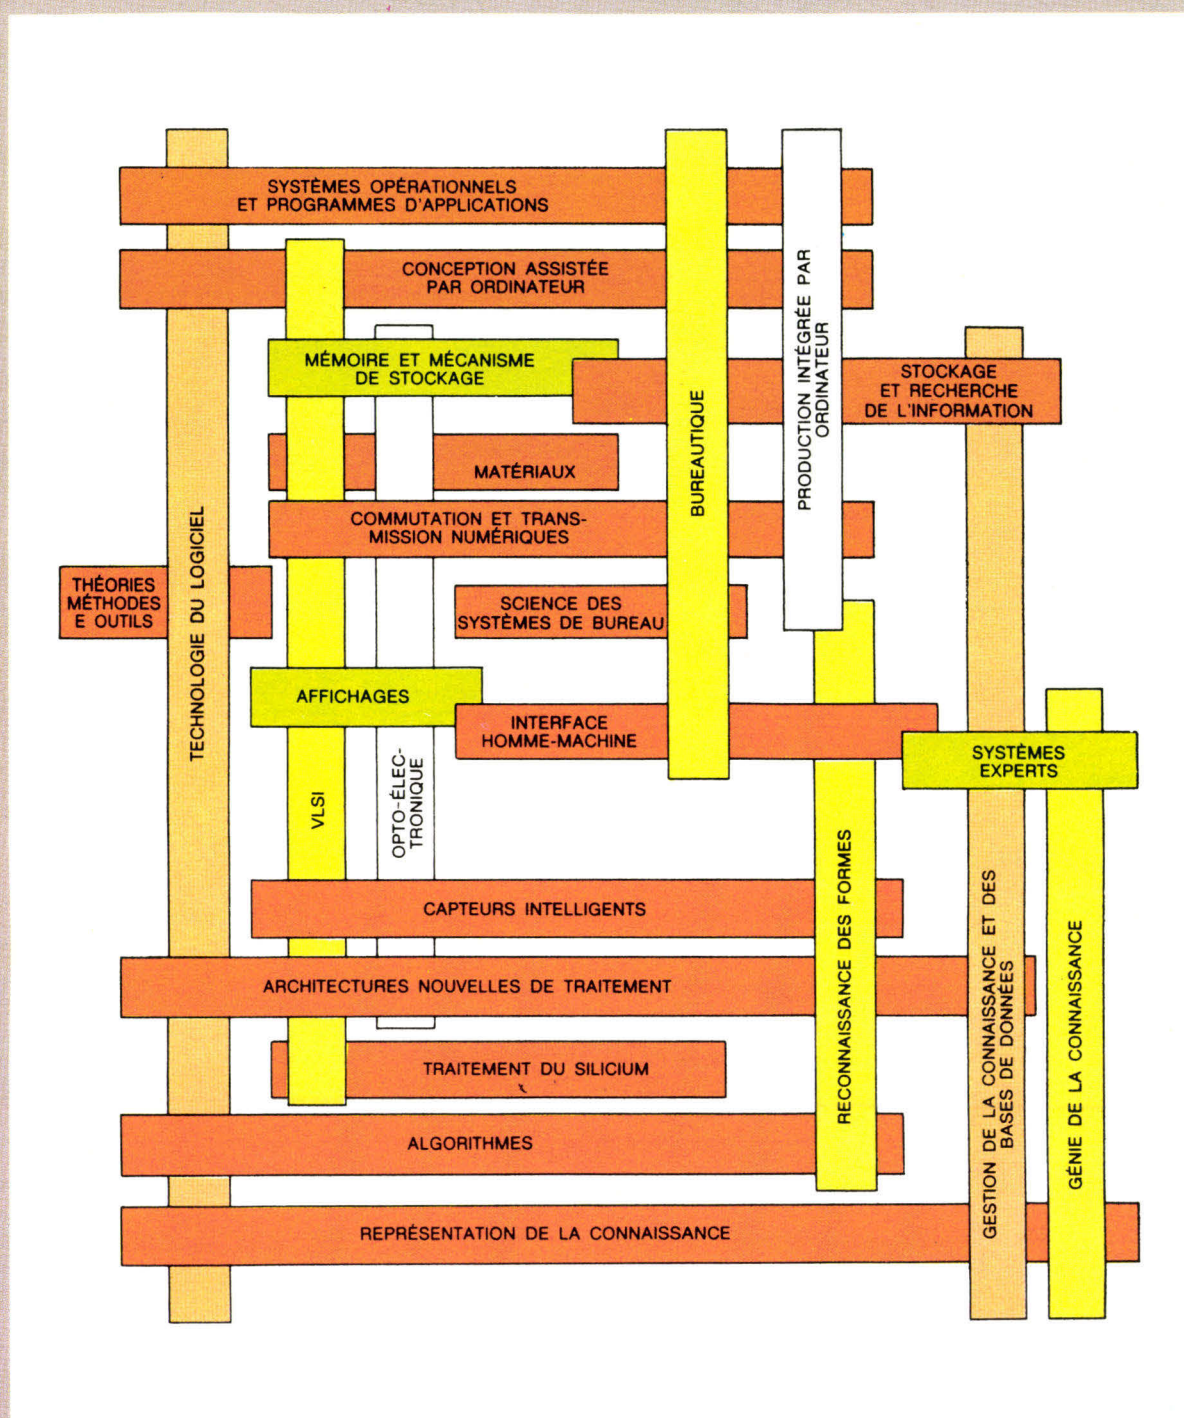 SYSTÈMES OPÉRATIONNELS
ET PROGRAMMES D'APPLICATIONS
CONCEPTION ASSISTÉE
PAR ORDINATEUR
MÉMOIRE ET MÉCANISME
DE STOCKAGE
STOCKAGE
ET RECHERCHE
DE L'INFORMATION
MATÉRIAUX
COMMUTATION ET TRANS-
MISSION NUMÉRIQUES
THÉORIES
MÉTHODES
E OUTILS
SCIENCE DES
SYSTÈMES DE BUREAU
AFFICHAGES
INTERFACE
HOMME-MACHINE
SYSTÈMES
EXPERTS
CAPTEURS INTELLIGENTS
ARCHITECTURES NOUVELLES DE TRAITEMENT
TRAITEMENT DU SILICIUM
ALGORITHMES
REPRÉSENTATION DE LA CONNAISSANCE
TECHNOLOGIE DU LOGICIEL
VLSI
OPTO-ÉLEC-
TRONIQUE
BUREAUTIQUE
PRODUCTION INTÉGRÉE PAR
ORDINATEUR
RECONNAISSANCE DES FORMES
GESTION DE LA CONNAISSANCE ET DES
BASES DE DONNÉES
GÉNIE DE LA CONNAISSANCE